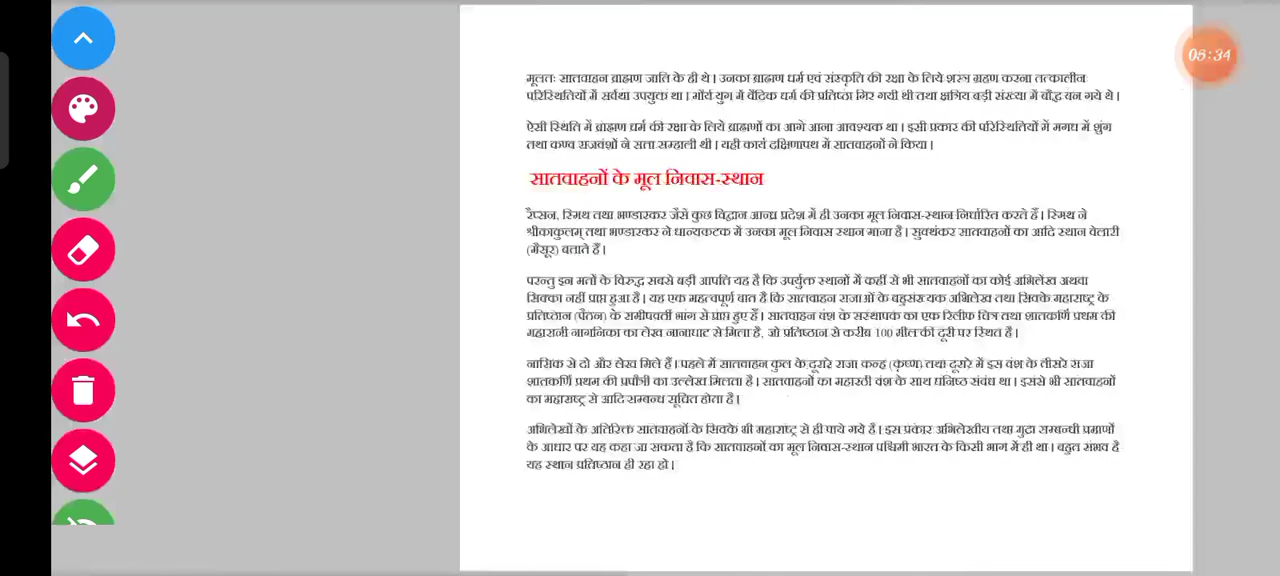 08:34
मूलतः सातवाहन ब्राह्मण जाति के ही थे। उनका ब्राह्मण धर्म एवं संस्कृति की रक्षा के लिये शस्त्र ग्रहण करना तत्कालीन
परिस्थितियों में सर्वथा उपयुक्त था। मौर्य युग में वैदिक धर्म की प्रतिष्ठा गिर गयी थी तथा क्षत्रिय बड़ी संख्या में बौद्ध बन गये थे।
ऐसी स्थिति में ब्राह्मण धर्म की रक्षा के लिये ब्राह्मणों का आगे आना आवश्यक था। इसी प्रकार की परिस्थितियों में मगध में शुंग
तथा कण्व राजवंशों ने सत्ता सम्हाली थी। यही कार्य दक्षिणापथ में सातवाहनों ने किया।
सातवाहनों के मूल निवास-स्थान
रैप्सन, स्मिथ तथा भण्डारकर जैसे कुछ विद्वान आन्ध्र प्रदेश में ही उनका मूल निवास-स्थान निर्धारित करते हैं। स्मिथ ने
श्रीकाकुलम् तथा भण्डारकर ने धान्यकटक में उनका मूल निवास स्थान माना है। सुक्थंकर सातवाहनों का आदि स्थान वेलारी
(मैसूर) बताते हैं।
परन्तु इन मतों के विरुद्ध सबसे बड़ी आपत्ति यह है कि उपर्युक्त स्थानों में कहीं से भी सातवाहनों का कोई अभिलेख अथवा
सिक्का नहीं प्राप्त हुआ है। यह एक महत्वपूर्ण बात है कि सातवाहन राजाओं के बहुसंख्यक अभिलेख तथा सिक्के महाराष्ट्र के
प्रतिष्ठान (पैठन) के समीपवर्ती भाग से प्राप्त हुए हैं। सातवाहन वंश के संस्थापक का एक रिलीफ चित्र तथा शातकर्णि प्रथम की
महारानी नागनिका का लेख नानाघाट से मिला है, जो प्रतिष्ठान से करीब 100 मील की दूरी पर स्थित है।
नासिक से दो और लेख मिले हैं। पहले में सातवाहन कुल के दूसरे राजा कन्ह (कृष्ण) तथा दूसरे में इस वंश के तीसरे राजा
शातकर्णि प्रथम की प्रपौत्री का उल्लेख मिलता है। सातवाहनों का महारठी वंश के साथ घनिष्ठ संबंध था। इससे भी सातवाहनों
का महाराष्ट्र से आदि सम्बन्ध सूचित होता है।
अभिलेखों के अतिरिक्त सातवाहनों के सिक्के भी महाराष्ट्र से ही पाये गये हैं। इस प्रकार अभिलेखीय तथा मुद्रा सम्बन्धी प्रमाणों
के आधार पर यह कहा जा सकता है कि सातवाहनों का मूल निवास-स्थान पश्चिमी भारत के किसी भाग में ही था। बहुत संभव है
यह स्थान प्रतिष्ठान ही रहा हो।